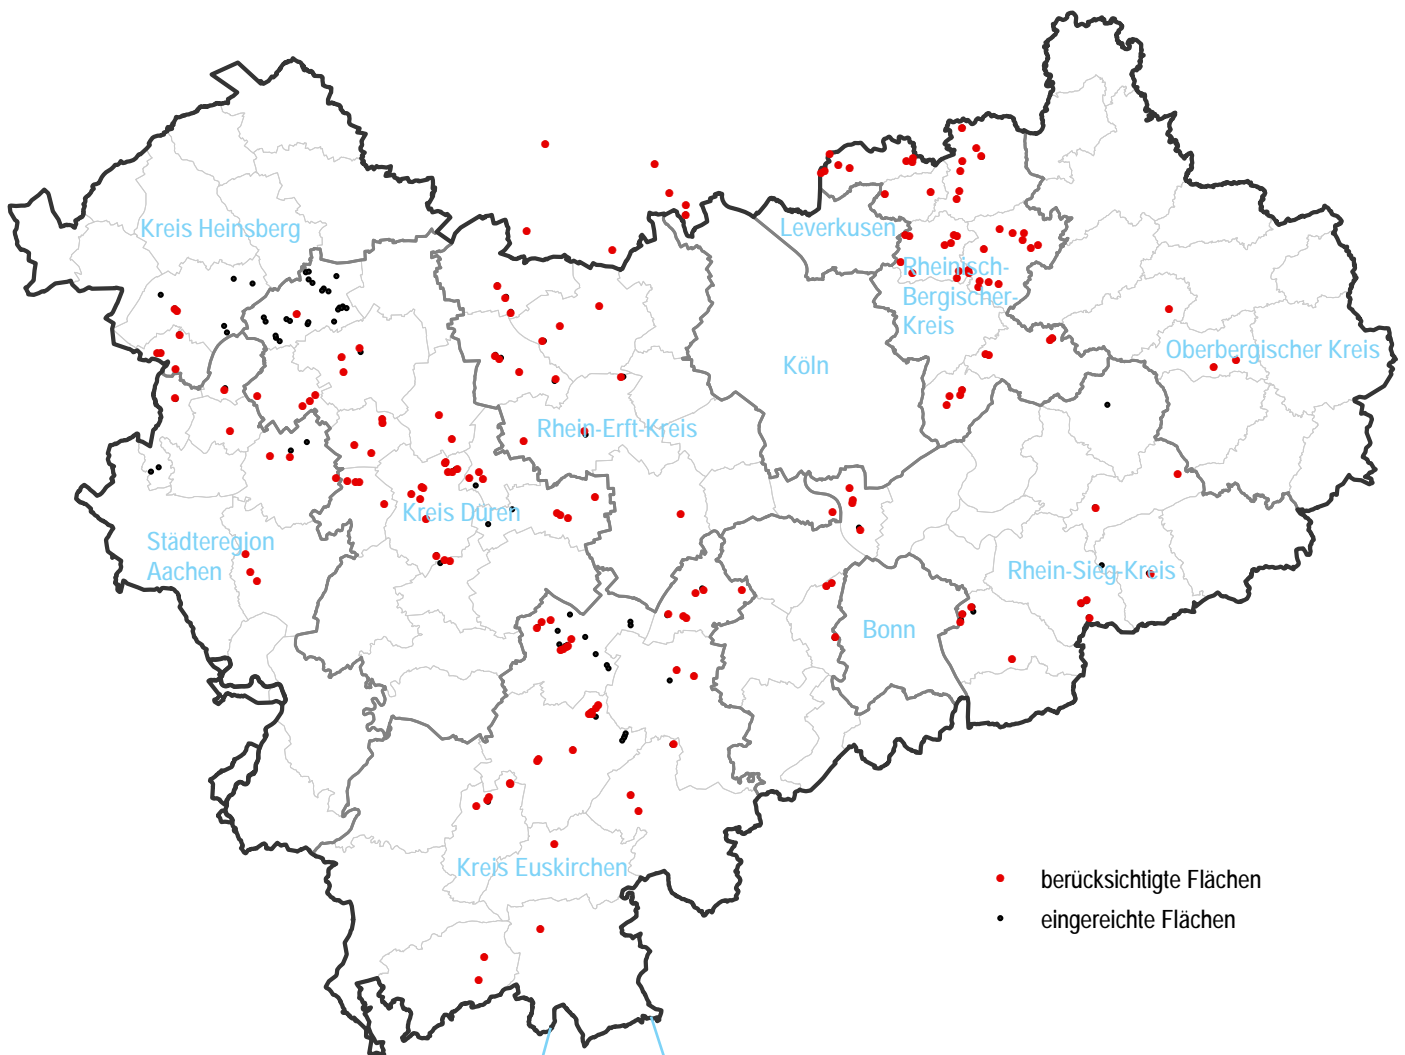 Kreis Heinsberg
Leverkusen
Rheinisch-
Bergischer-
Kreis
Köln
Oberbergischer Kreis
Rhein-Erft-Kreis
Kreis Düren
Städteregion
Aachen
Rhein-Sieg-Kreis
Bonn
Kreis Euskirchen
berücksichtigte Flächen
eingereichte Flächen